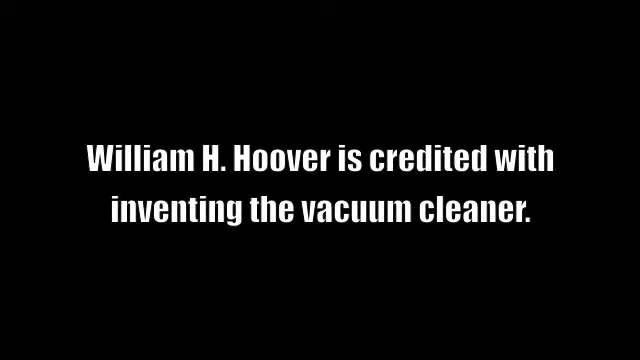 William H. Hoover is credited with
inventing the vacuum cleaner.